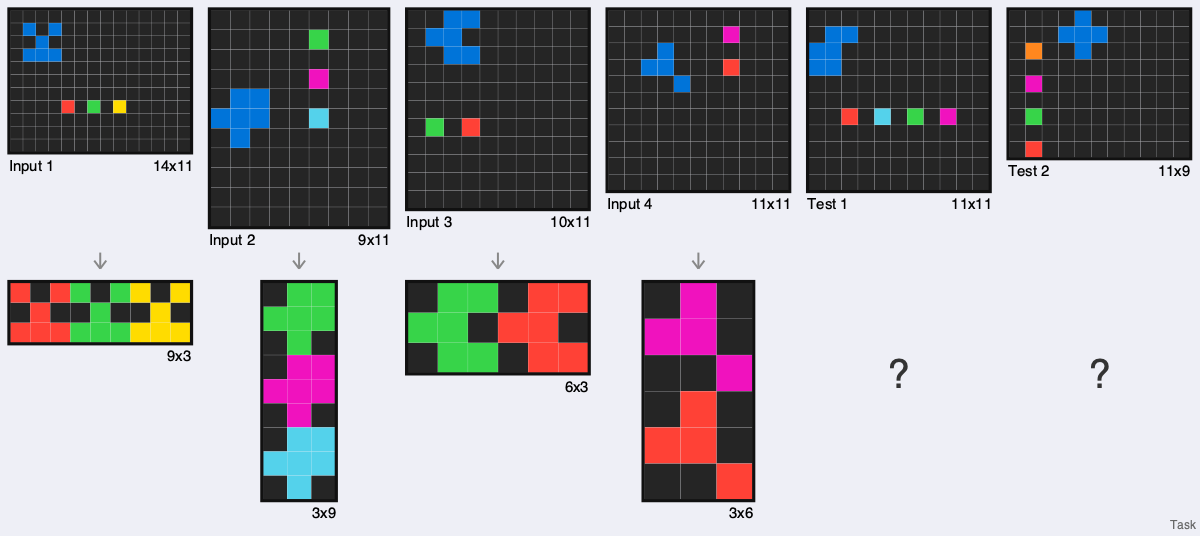 Input 1 14x11
Input 2 9x11
Input 3 10x11
Input 4 11x11
Test 1 11x11
Test 2 11x9
9x3
3x9
6x3
3x6
?
?
Task